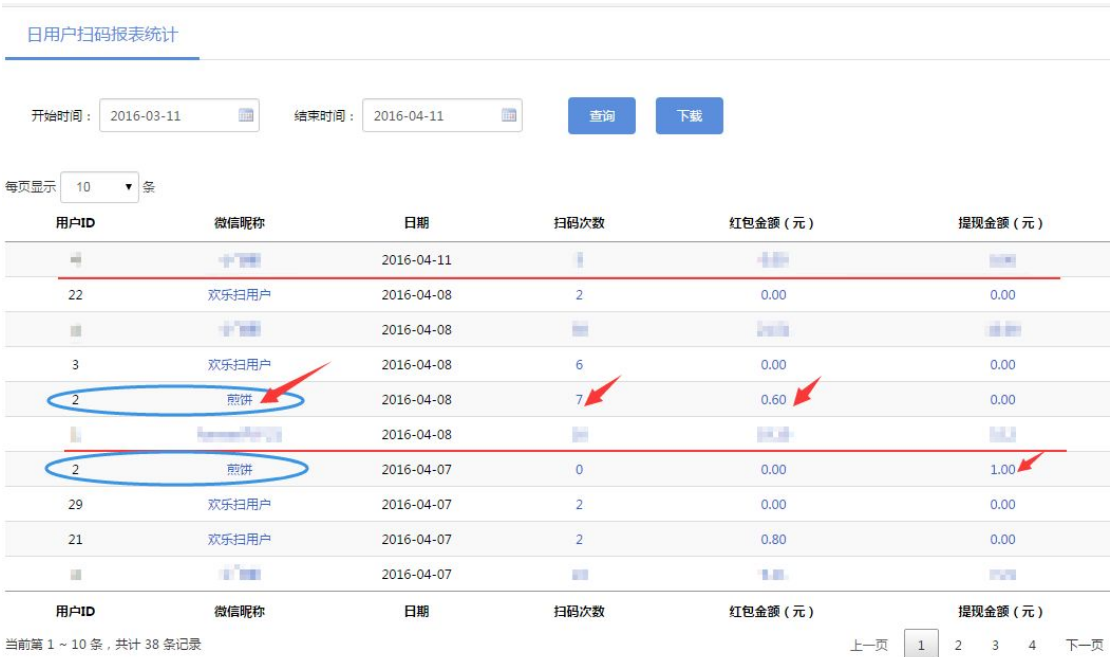 日用户扫码报表统计
开始时间： 2016-03-11 结束时间： 2016-04-11 查询 下载
每页显示 10 条
用户ID 微信昵称 日期 扫码次数 红包金额（元） 提现金额（元）
2016-04-11
22 欢乐扫用户 2016-04-08 2 0.00 0.00
2016-04-08
3 欢乐扫用户 2016-04-08 6 0.00 0.00
2 煎饼 2016-04-08 7 0.60 0.00
2016-04-08
2 煎饼 2016-04-07 0 0.00 1.00
29 欢乐扫用户 2016-04-07 2 0.00 0.00
21 欢乐扫用户 2016-04-07 2 0.80 0.00
2016-04-07
用户ID 微信昵称 日期 扫码次数 红包金额（元） 提现金额（元）
当前第 1 ~ 10 条，共计 38 条记录 上一页 1 2 3 4 下一页